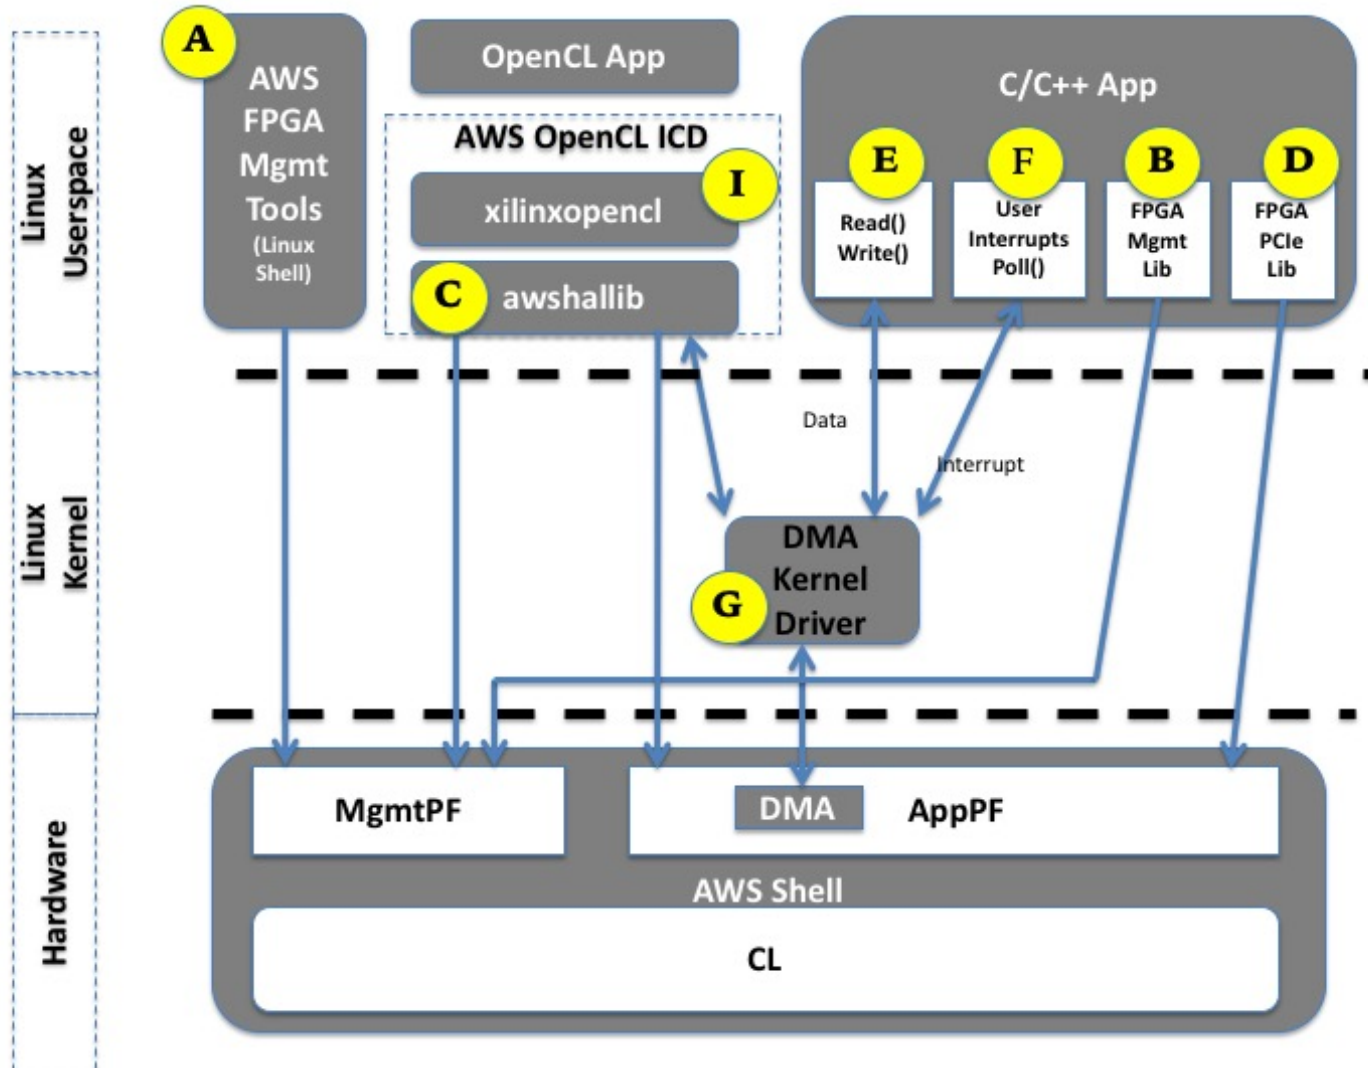 Linux
Userspace
A
AWS
FPGA
Mgmt
Tools
(Linux
Shell)
OpenCL App
AWS OpenCL ICD
I
xilinxopencl
C
awshallib
C/C++ App
E
Read()
Write()
F
User
Interrupts
Poll()
B
FPGA
Mgmt
Lib
D
FPGA
PCIe
Lib
Linux
Kernel
Data
Interrupt
G
DMA
Kernel
Driver
Hardware
MgmtPF
DMA
AppPF
AWS Shell
CL